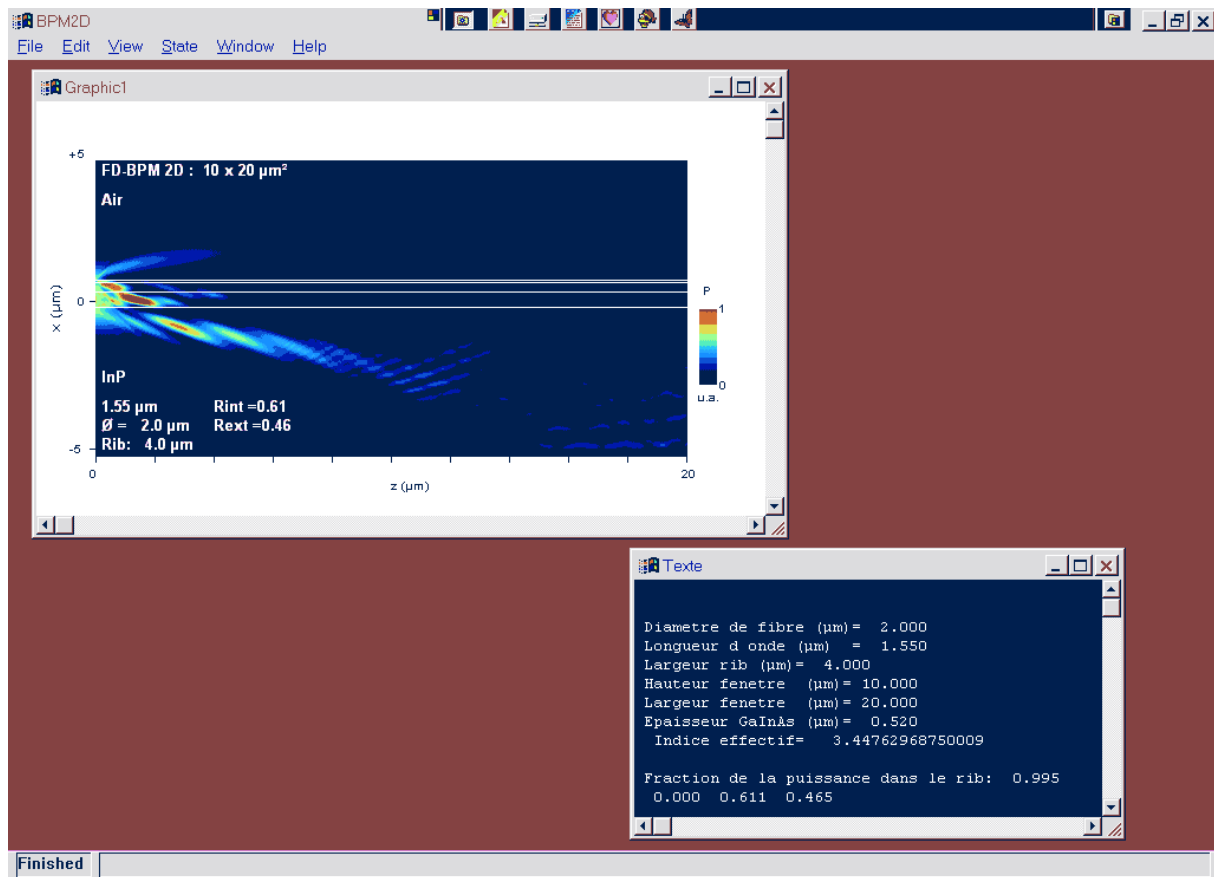 BPM2D
File Edit View State Window Help
Graphic1
+5
FD-BPM 2D : 10 x 20 µm²
Air
x (µm)
0
P
1
0
u.a.
InP
1.55 µm Rint =0.61
Ø = 2.0 µm Rext =0.46
Rib: 4.0 µm
-5
0
20
z (µm)
Texte
Diametre de fibre (µm)= 2.000
Longueur d onde (µm) = 1.550
Largeur rib (µm)= 4.000
Hauteur fenetre (µm)= 10.000
Largeur fenetre (µm)= 20.000
Epaisseur GaInAs (µm)= 0.520
Indice effectif= 3.44762968750009
Fraction de la puissance dans le rib: 0.995
0.000 0.611 0.465
Finished